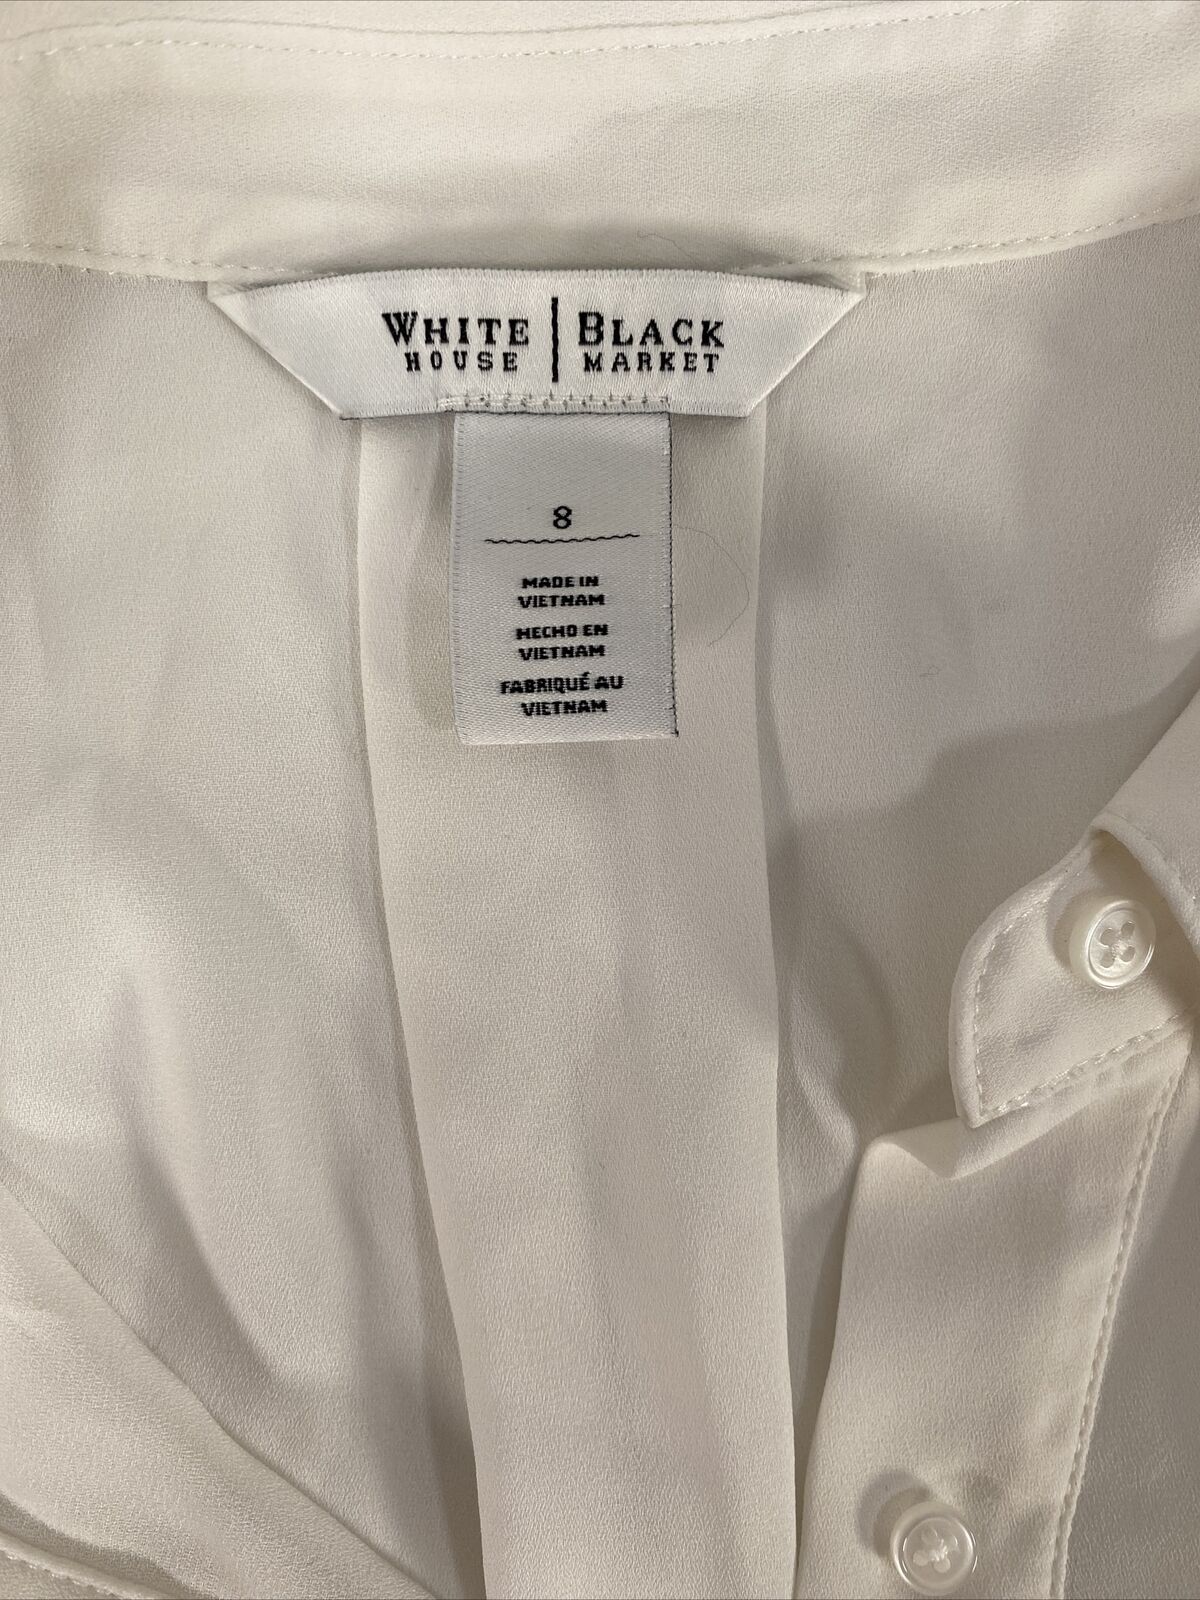 WHITE | BLACK
HOUSE | MARKET
8
MADE IN
VIETNAM
HECHO EN
VIETNAM
FABRIQUÉ AU
VIETNAM